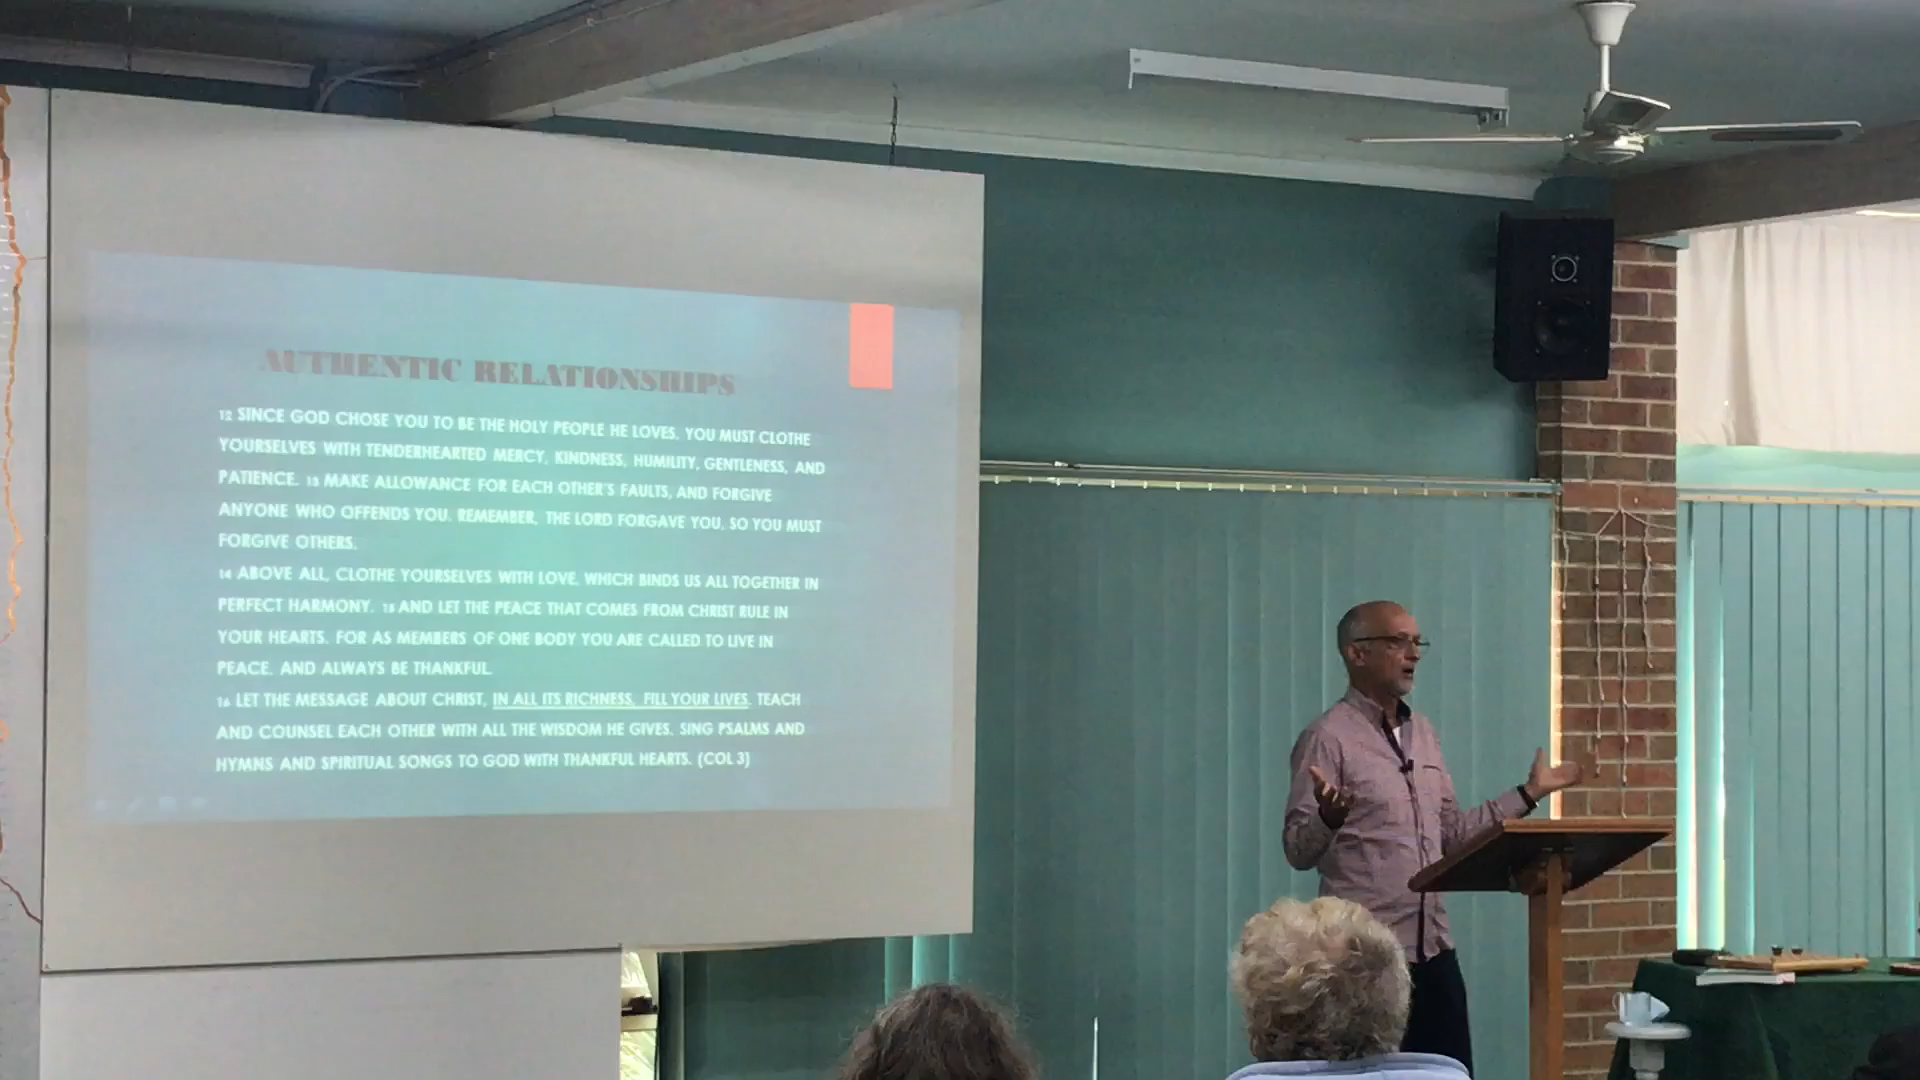 AUTHENTIC RELATIONSHIPS
12 SINCE GOD CHOSE YOU TO BE THE HOLY PEOPLE HE LOVES, YOU MUST CLOTHE
YOURSELVES WITH TENDERHEARTED MERCY, KINDNESS, HUMILITY, GENTLENESS, AND
PATIENCE. 13 MAKE ALLOWANCE FOR EACH OTHER'S FAULTS, AND FORGIVE
ANYONE WHO OFFENDS YOU. REMEMBER, THE LORD FORGAVE YOU, SO YOU MUST
FORGIVE OTHERS.
14 ABOVE ALL, CLOTHE YOURSELVES WITH LOVE, WHICH BINDS US ALL TOGETHER IN
PERFECT HARMONY. 15 AND LET THE PEACE THAT COMES FROM CHRIST RULE IN
YOUR HEARTS. FOR AS MEMBERS OF ONE BODY YOU ARE CALLED TO LIVE IN
PEACE. AND ALWAYS BE THANKFUL.
16 LET THE MESSAGE ABOUT CHRIST, IN ALL ITS RICHNESS, FILL YOUR LIVES. TEACH
AND COUNSEL EACH OTHER WITH ALL THE WISDOM HE GIVES. SING PSALMS AND
HYMNS AND SPIRITUAL SONGS TO GOD WITH THANKFUL HEARTS. (COL 3)